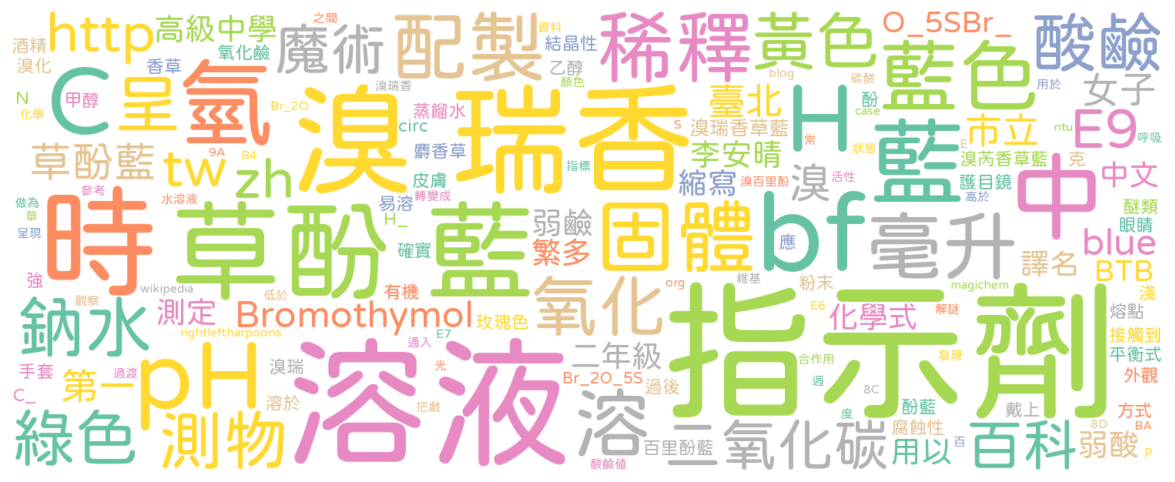 http
高級中學
魔術
配製
稀釋
黃色
O_5SBr_
酸鹼
之間
資料
酒精
氧化鹼
結晶性
溴化
香草
乙醇
溴瑞香
顏色
blog
碳酸
用於
女子
C
呈
氫
溴
瑞
香
H
藍色
N
甲醇
化學
Br_2O
蒸餾水
circ
臺北
酚
case
s
溴瑞香草藍
常
市立
E9
ntu
呼吸
草酚藍
tw
zh
9A
B4
麝香草
指標
李安晴
狀態
藍
E
溴芮香草藍
克
中文
參考
皮膚
縮寫
溴
溴百里酚
活性
護目鏡
做為
草
呈現
時
水溶液
轉變成
易溶
H_
確實
草酚藍
弱鹼
繁多
固體
bf
應
高於
毫升
中
醚類
眼睛
blue
強
觀察
wikipedia
低於
有機
org
維基
粉末
magichem
譯名
BTB
淺
鈉水
測定
Bromothymol
玫瑰色
氧化
E6
化學式
解謎
熔點
rightleftharpoons
E7
通入
接觸到
平衡式
手套
過渡
溴瑞
光
二年級
指示劑
合作用
發現
外觀
C_
第一
pH
溶於
溶液
把戲
Br_2O_5S
過後
週
8C
酚藍
戴上
方式
綠色
測物
溶
度
腐蝕性
8D
BA
酸鹼值
百里酚藍
二氧化碳
用以
百
百科
弱酸
p